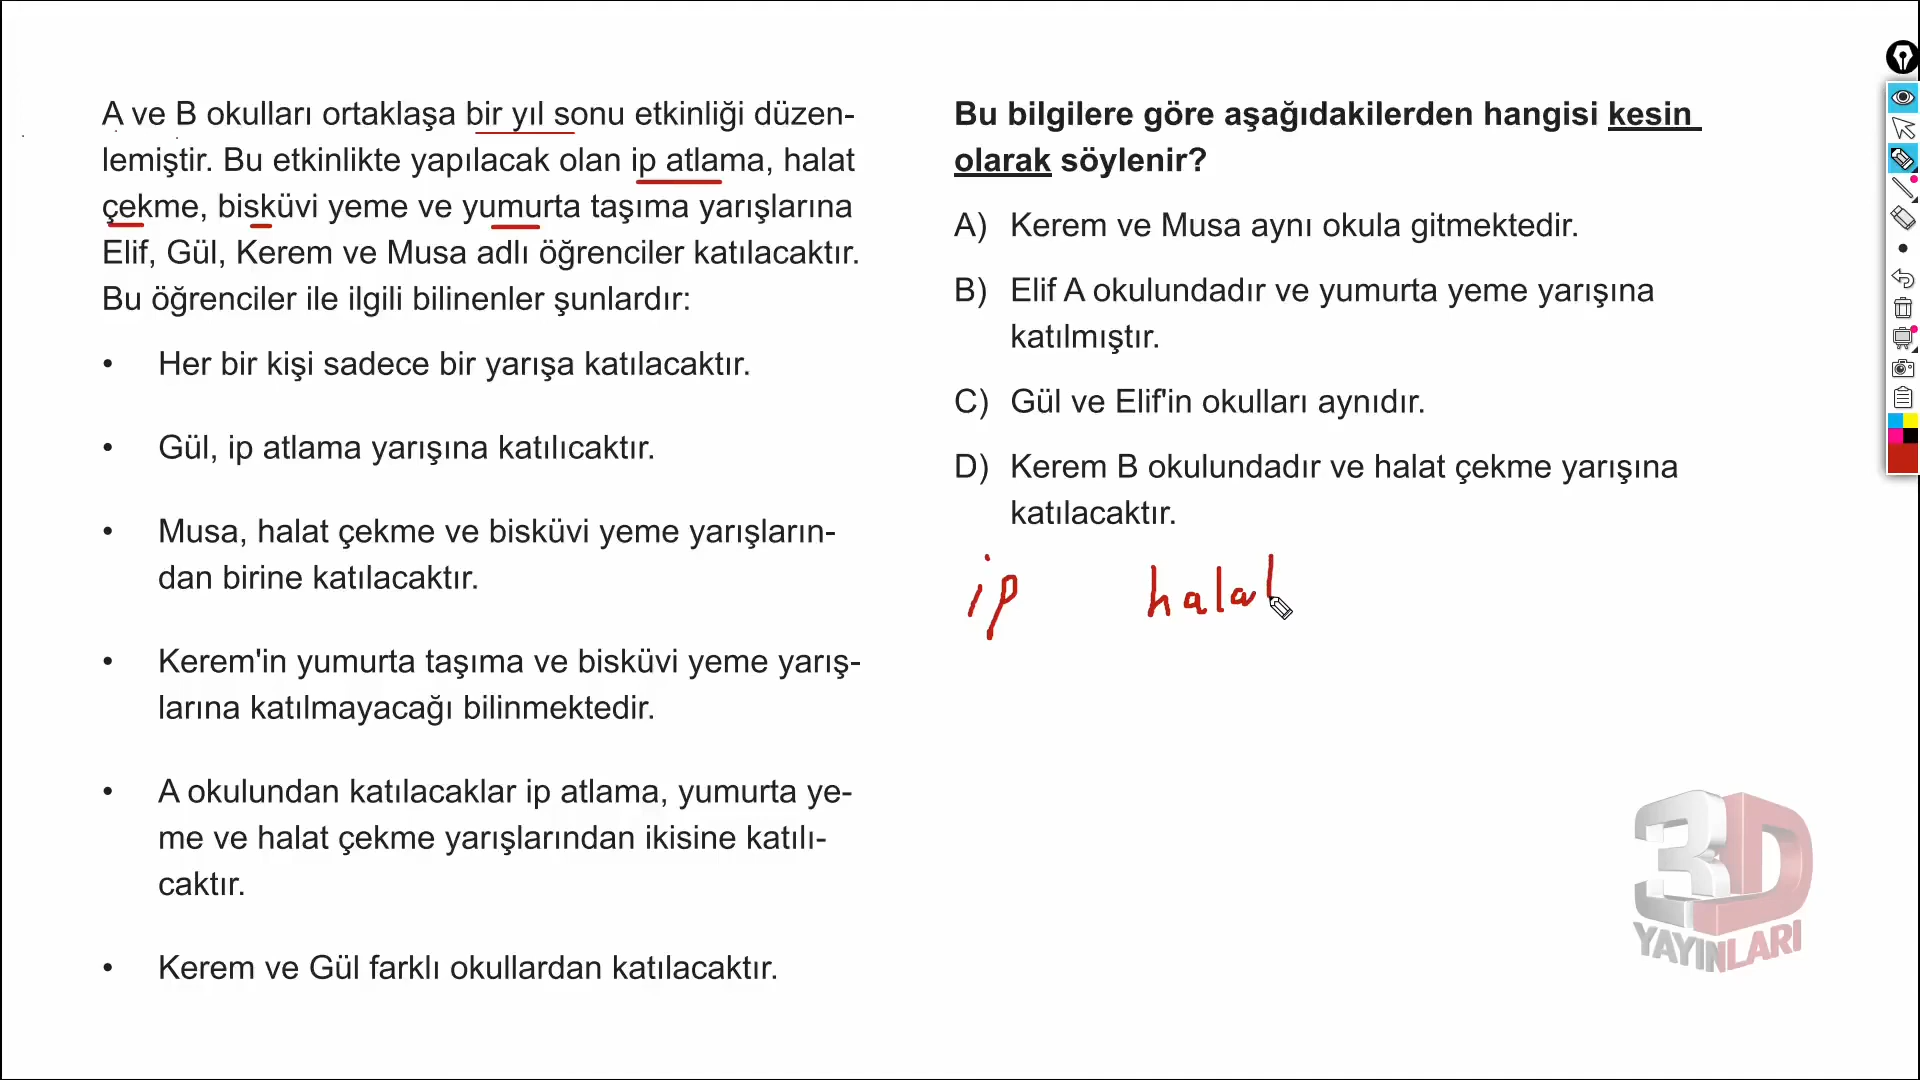 A ve B okulları ortaklaşa bir yıl sonu etkinliği düzen-
lemiştir. Bu etkinlikte yapılacak olan ip atlama, halat
çekme, bisküvi yeme ve yumurta taşıma yarışlarına
Elif, Gül, Kerem ve Musa adlı öğrenciler katılacaktır.
Bu öğrenciler ile ilgili bilinenler şunlardır:
• Her bir kişi sadece bir yarışa katılacaktır.
• Gül, ip atlama yarışına katılıcaktır.
• Musa, halat çekme ve bisküvi yeme yarışların-
dan birine katılacaktır.
• Kerem'in yumurta taşıma ve bisküvi yeme yarış-
larına katılmayacağı bilinmektedir.
• A okulundan katılacaklar ip atlama, yumurta ye-
me ve halat çekme yarışlarından ikisine katılı-
caktır.
• Kerem ve Gül farklı okullardan katılacaktır.
Bu bilgilere göre aşağıdakilerden hangisi kesin
olarak söylenir?
A) Kerem ve Musa aynı okula gitmektedir.
B) Elif A okulundadır ve yumurta yeme yarışına
katılmıştır.
C) Gül ve Elif'in okulları aynıdır.
D) Kerem B okulundadır ve halat çekme yarışına
katılacaktır.
ip halal
3D
YAYINLARI